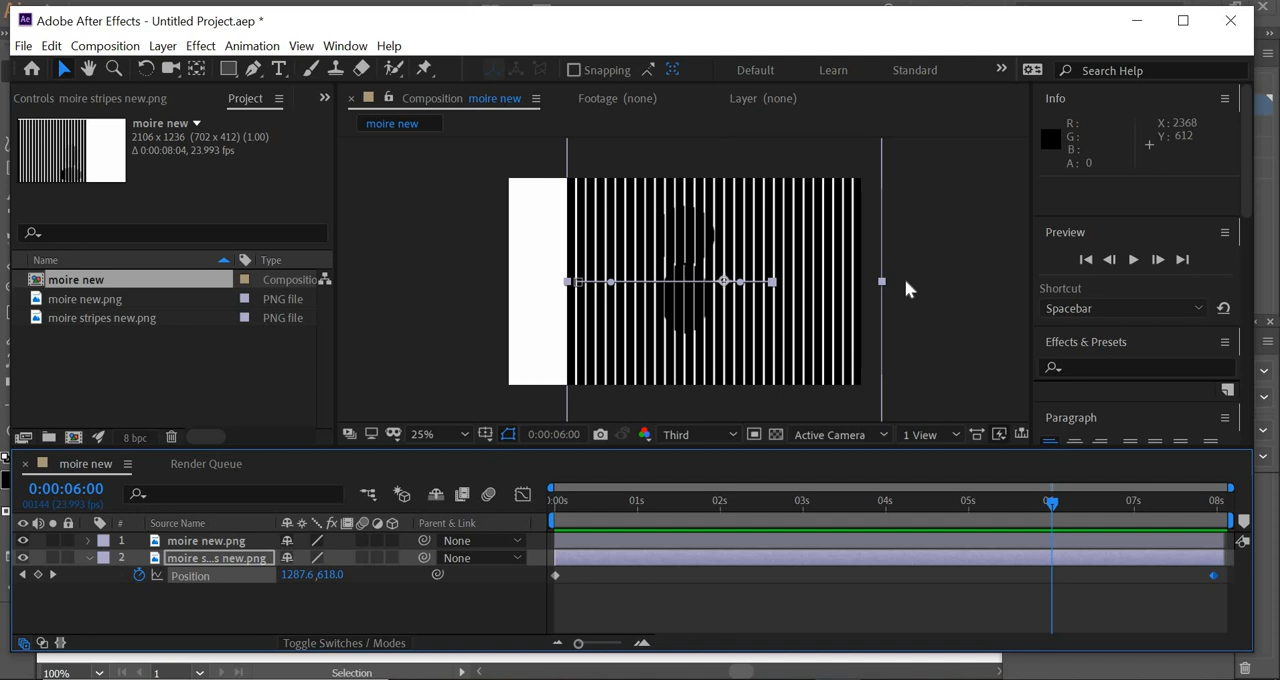 Ae Adobe After Effects - Untitled Project.aep *
File Edit Composition Layer Effect Animation View Window Help
Snapping Default Learn Standard Search Help
Controls moire stripes new.png Project
Composition moire new Footage (none) Layer (none)
moire new
moire new
2106 x 1236 (702 x 412) (1.00)
Δ 0:00:08:04, 23.993 fps
Name Type
moire new Compositio
moire new.png PNG file
moire stripes new.png PNG file
8 bpc
25% 0:00:06:00 Third Active Camera 1 View
Info
R: X: 2368
G: Y: 612
B:
A: 0
Preview
Shortcut
Spacebar
Effects & Presets
Paragraph
moire new Render Queue
0:00:06:00
00144 (23.993 fps)
# Source Name fx Parent & Link
1 moire new.png None
2 moire s...s new.png None
Position 1287.6,618.0
:00s 01s 02s 03s 04s 05s 07s 08s
Toggle Switches / Modes
100% 1 Selection